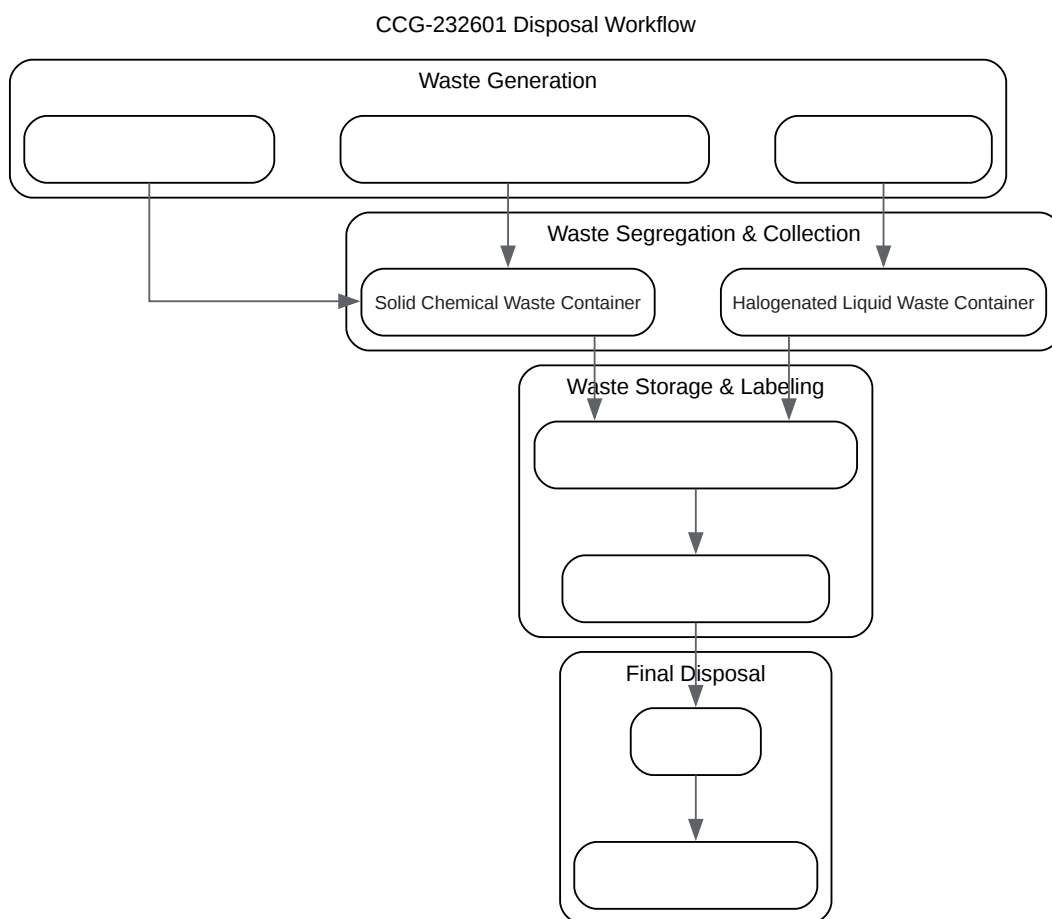 CCG-232601 Disposal Workflow
Waste Generation
Waste Segregation & Collection
Solid Chemical Waste Container
Halogenated Liquid Waste Container
Waste Storage & Labeling
Final Disposal